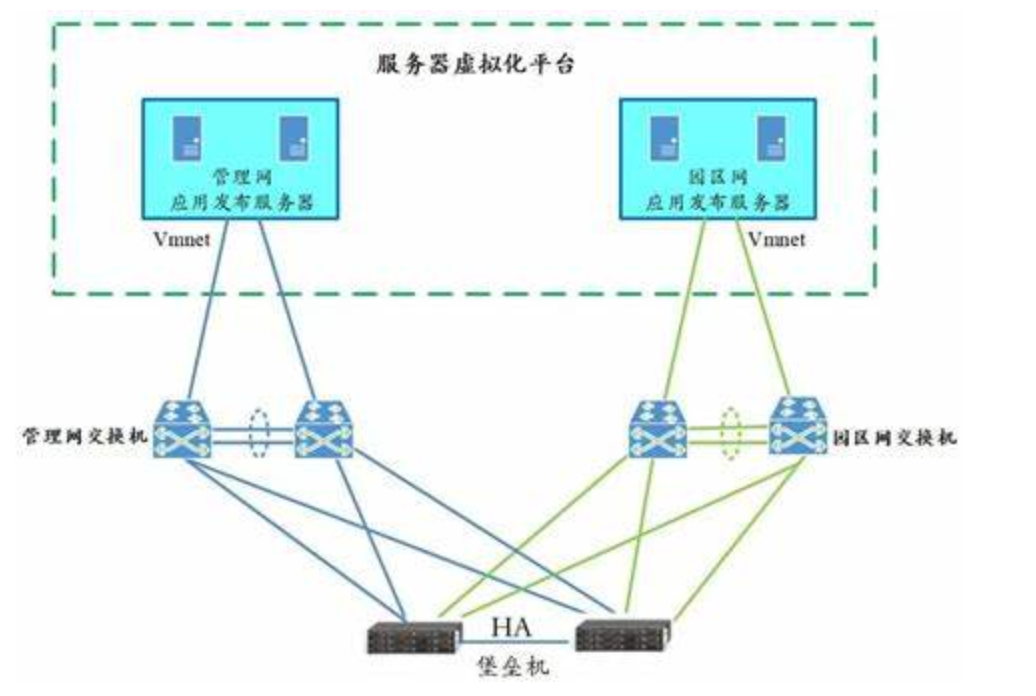 服务器虚拟化平台
管理网
应用发布服务器
园区网
应用发布服务器
Vmnet
Vmnet
管理网交换机
园区网交换机
HA
堡垒机